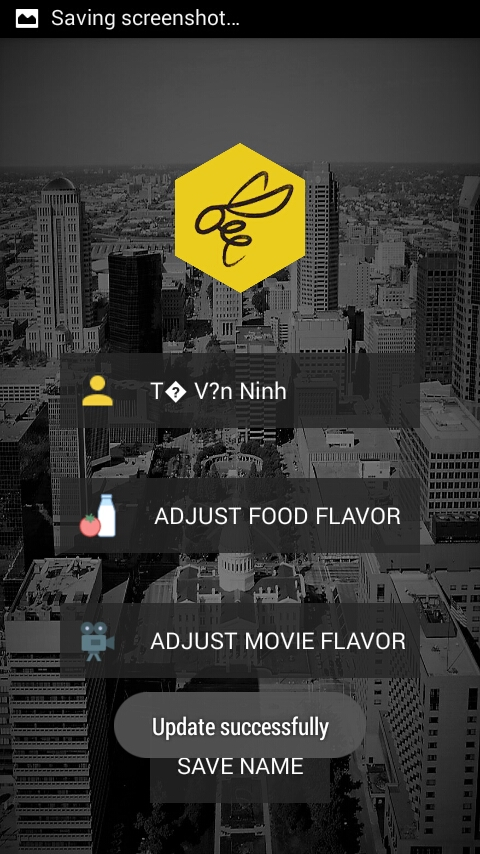 Saving screenshot...
T� V?n Ninh
ADJUST FOOD FLAVOR
ADJUST MOVIE FLAVOR
Update successfully
SAVE NAME